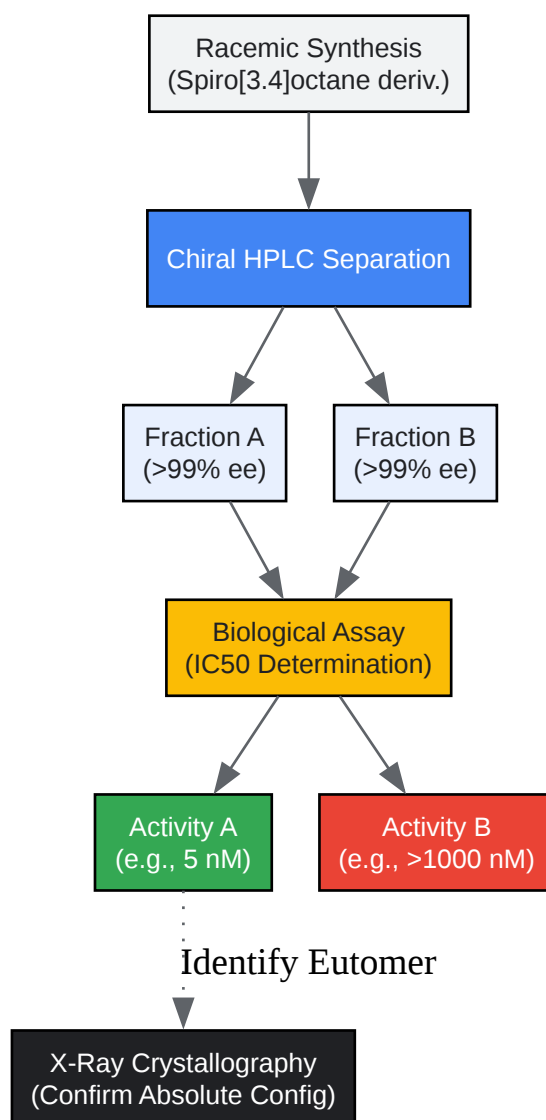 Racemic Synthesis
(Spiro[3.4]octane deriv.)
Chiral HPLC Separation
Fraction A
(>99% ee)
Fraction B
(>99% ee)
Biological Assay
(IC50 Determination)
Activity A
(e.g., 5 nM)
Activity B
(e.g., >1000 nM)
Identify Eutomer
X-Ray Crystallography
(Confirm Absolute Config)